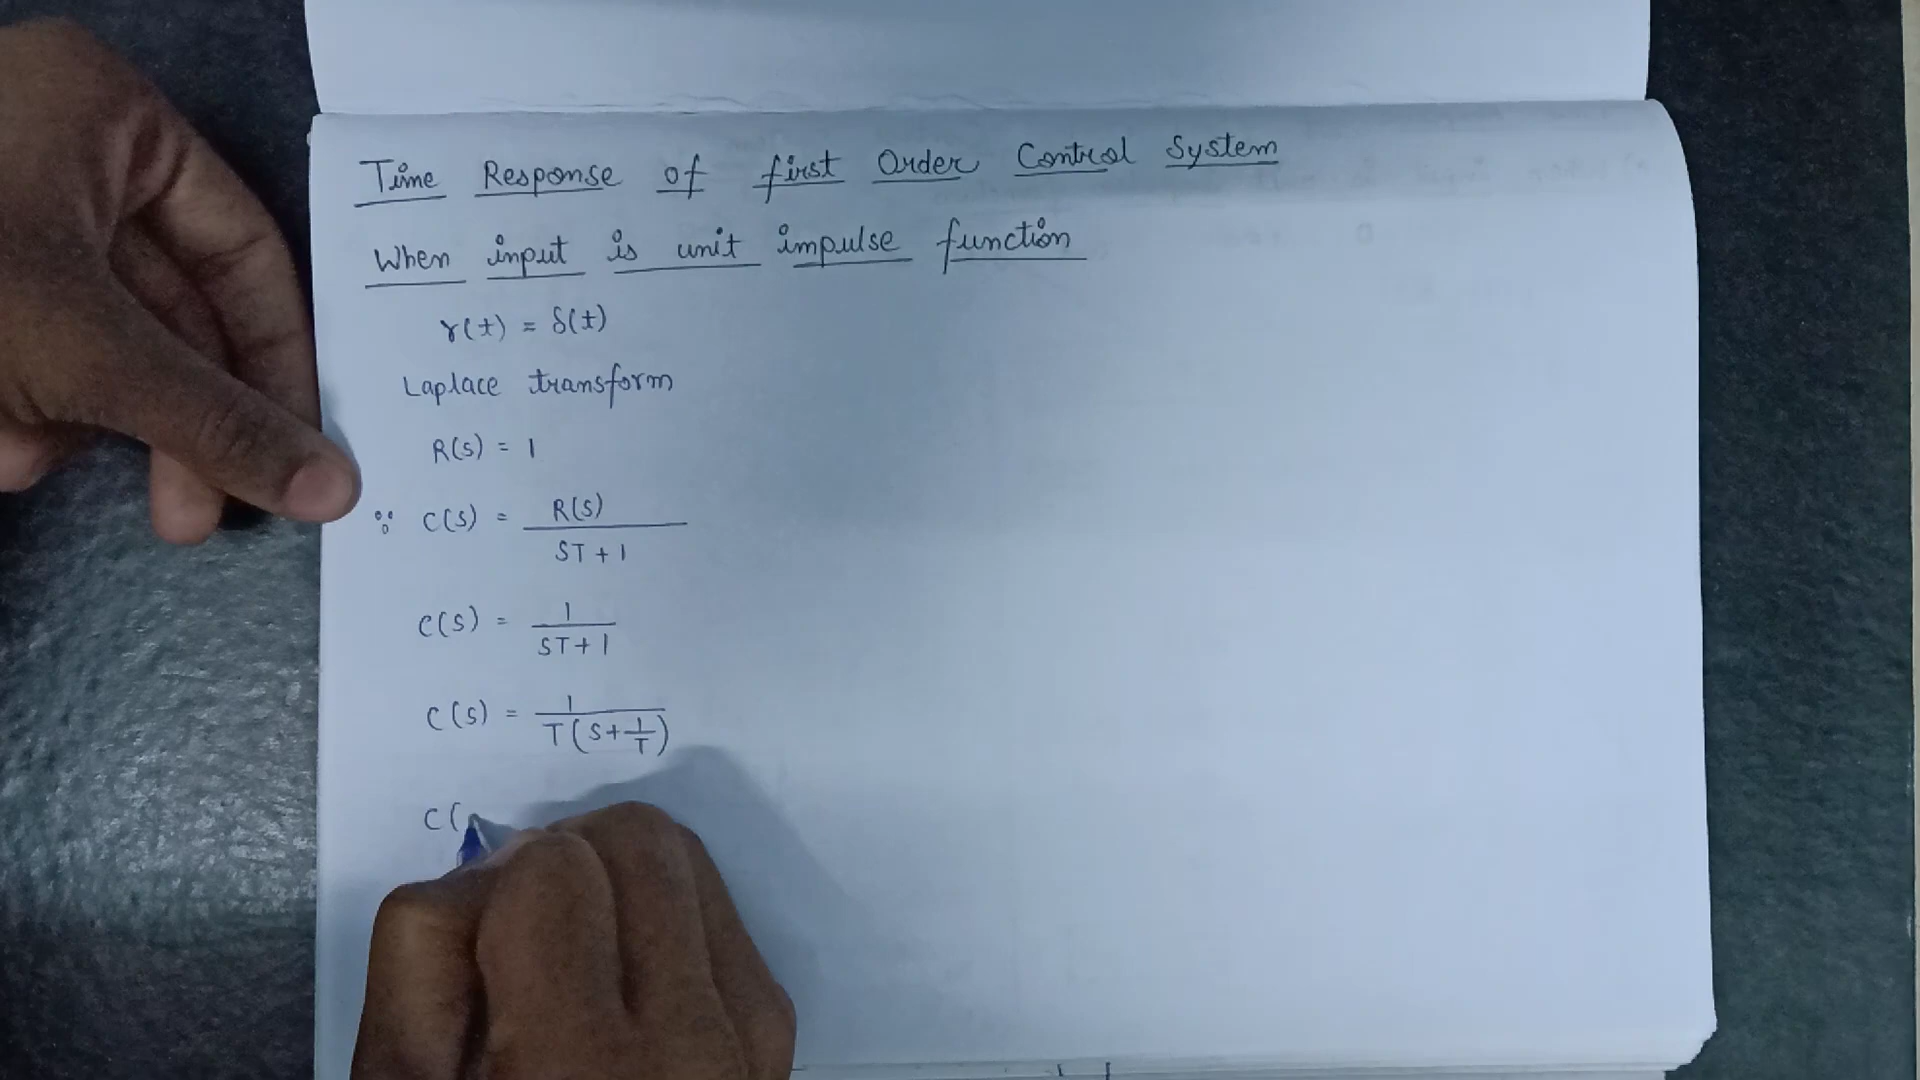 Time Response of first Order Control System
When input is unit impulse function
r(t) = δ(t)
Laplace transform
R(s) = 1
∵ C(s) = R(s) / (ST + 1)
C(s) = 1 / (ST + 1)
C(s) = 1 / (T(S + 1/T))
C(